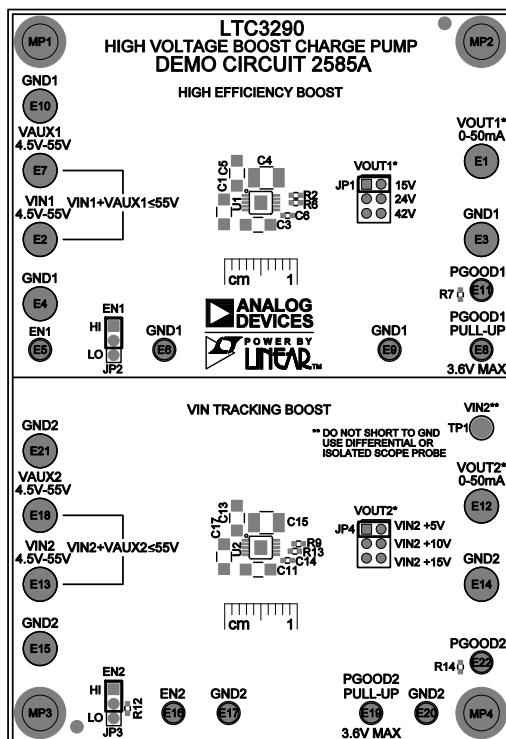 MP1
LTC3290
HIGH VOLTAGE BOOST CHARGE PUMP
DEMO CIRCUIT 2585A
MP2
HIGH EFFICIENCY BOOST
GND1
E10
VAUX1
4.5V-55V
E7
VIN1
4.5V-55V
E2
VIN1+VAUX1≤55V
GND1
E4
EN1
E5
EN1
HI
LO
JP2
GND1
E6
C5
C4
C1
U1
R2
R5
C6
C3
cm 1
ANALOG
DEVICES
POWER BY
LINEAR™
VOUT1*
JP1
15V
24V
42V
VOUT1*
0-50mA
E1
GND1
E3
PGOOD1
E11
R7
GND1
E9
PGOOD1
PULL-UP
E8
3.6V MAX
VIN TRACKING BOOST
VIN2**
TP1
** DO NOT SHORT TO GND
USE DIFFERENTIAL OR
ISOLATED SCOPE PROBE
GND2
E21
VAUX2
4.5V-55V
E18
VIN2
4.5V-55V
E13
VIN2+VAUX2≤55V
GND2
E15
C13
C15
C17
U2
R9
R13
C14
C11
cm 1
VOUT2*
JP4
VIN2 +5V
VIN2 +10V
VIN2 +15V
VOUT2*
0-50mA
E12
GND2
E14
PGOOD2
E22
R14
MP3
EN2
HI
LO
JP3
R12
EN2
E16
GND2
E17
PGOOD2
PULL-UP
E19
3.6V MAX
GND2
E20
MP4